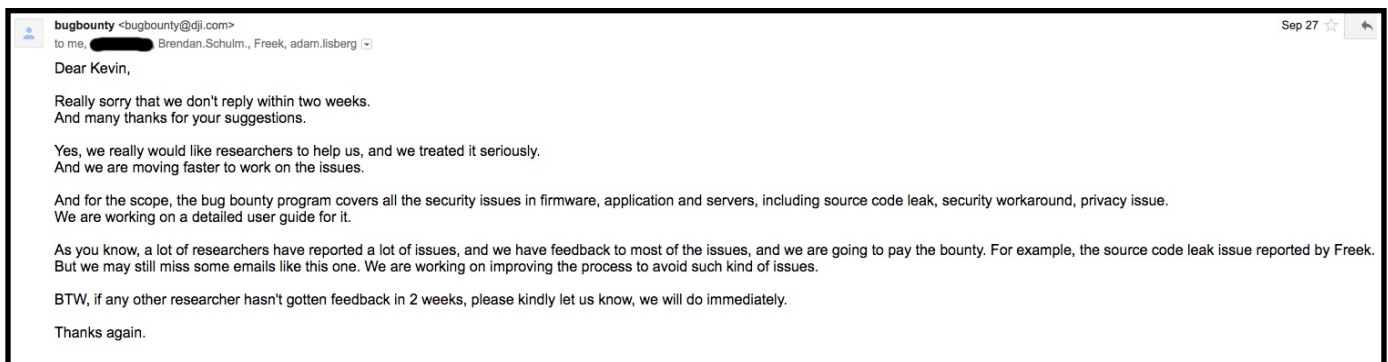 bugbounty <bugbounty@dji.com>
Sep 27
to me, Brendan.Schulm., Freek, adam.lisberg
Dear Kevin,
Really sorry that we don't reply within two weeks.
And many thanks for your suggestions.
Yes, we really would like researchers to help us, and we treated it seriously.
And we are moving faster to work on the issues.
And for the scope, the bug bounty program covers all the security issues in firmware, application and servers, including source code leak, security workaround, privacy issue.
We are working on a detailed user guide for it.
As you know, a lot of researchers have reported a lot of issues, and we have feedback to most of the issues, and we are going to pay the bounty. For example, the source code leak issue reported by Freek.
But we may still miss some emails like this one. We are working on improving the process to avoid such kind of issues.
BTW, if any other researcher hasn't gotten feedback in 2 weeks, please kindly let us know, we will do immediately.
Thanks again.